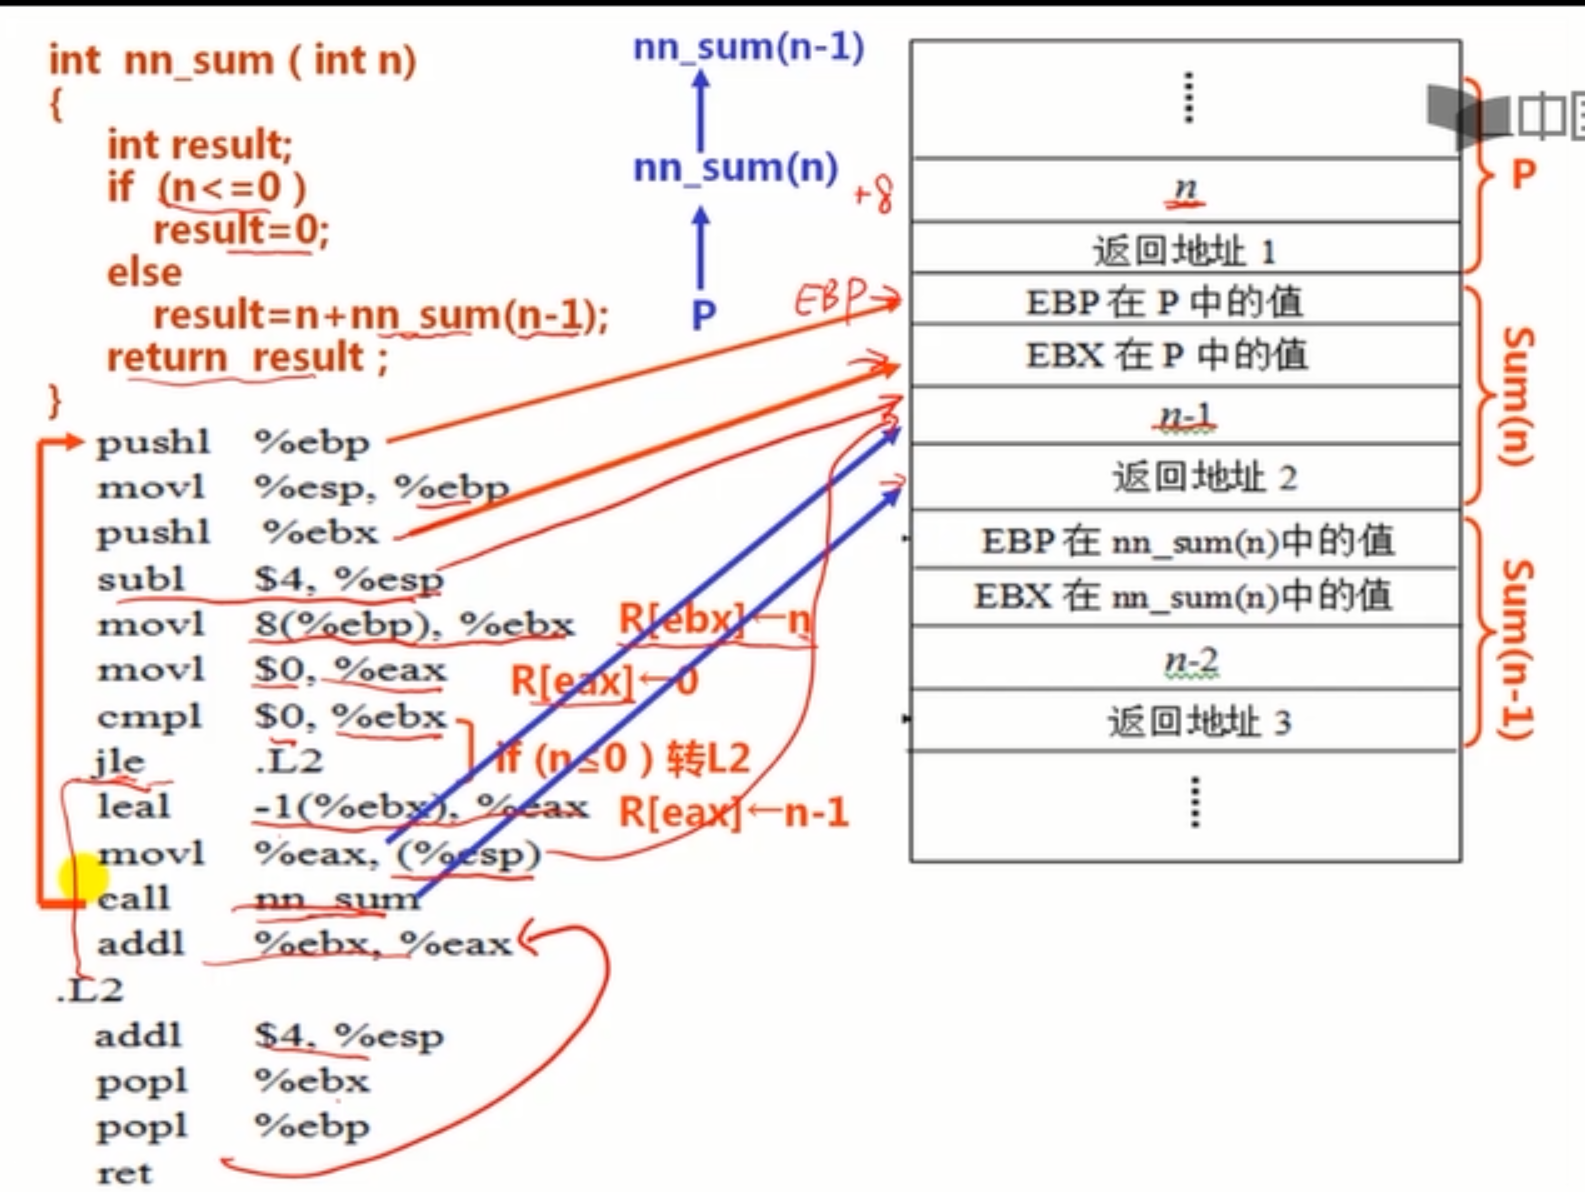 int nn_sum ( int n)
{
int result;
if (n<=0 )
result=0;
else
result=n+nn_sum(n-1);
return result ;
}
pushl %ebp
movl %esp, %ebp
pushl %ebx
subl $4, %esp
movl 8(%ebp), %ebx R[ebx]←n
movl $0, %eax R[eax]←0
cmpl $0, %ebx
jle .L2 if (n≤0 ) 转L2
leal -1(%ebx), %eax R[eax]←n-1
movl %eax, (%esp)
call nn_sum
addl %ebx, %eax
.L2
addl $4, %esp
popl %ebx
popl %ebp
ret
nn_sum(n-1)
nn_sum(n)
P
+8
EBP
……
n
返回地址 1
EBP 在 P 中的值
EBX 在 P 中的值
n-1
返回地址 2
EBP 在 nn_sum(n)中的值
EBX 在 nn_sum(n)中的值
n-2
返回地址 3
……
P
Sum(n)
Sum(n-1)
中